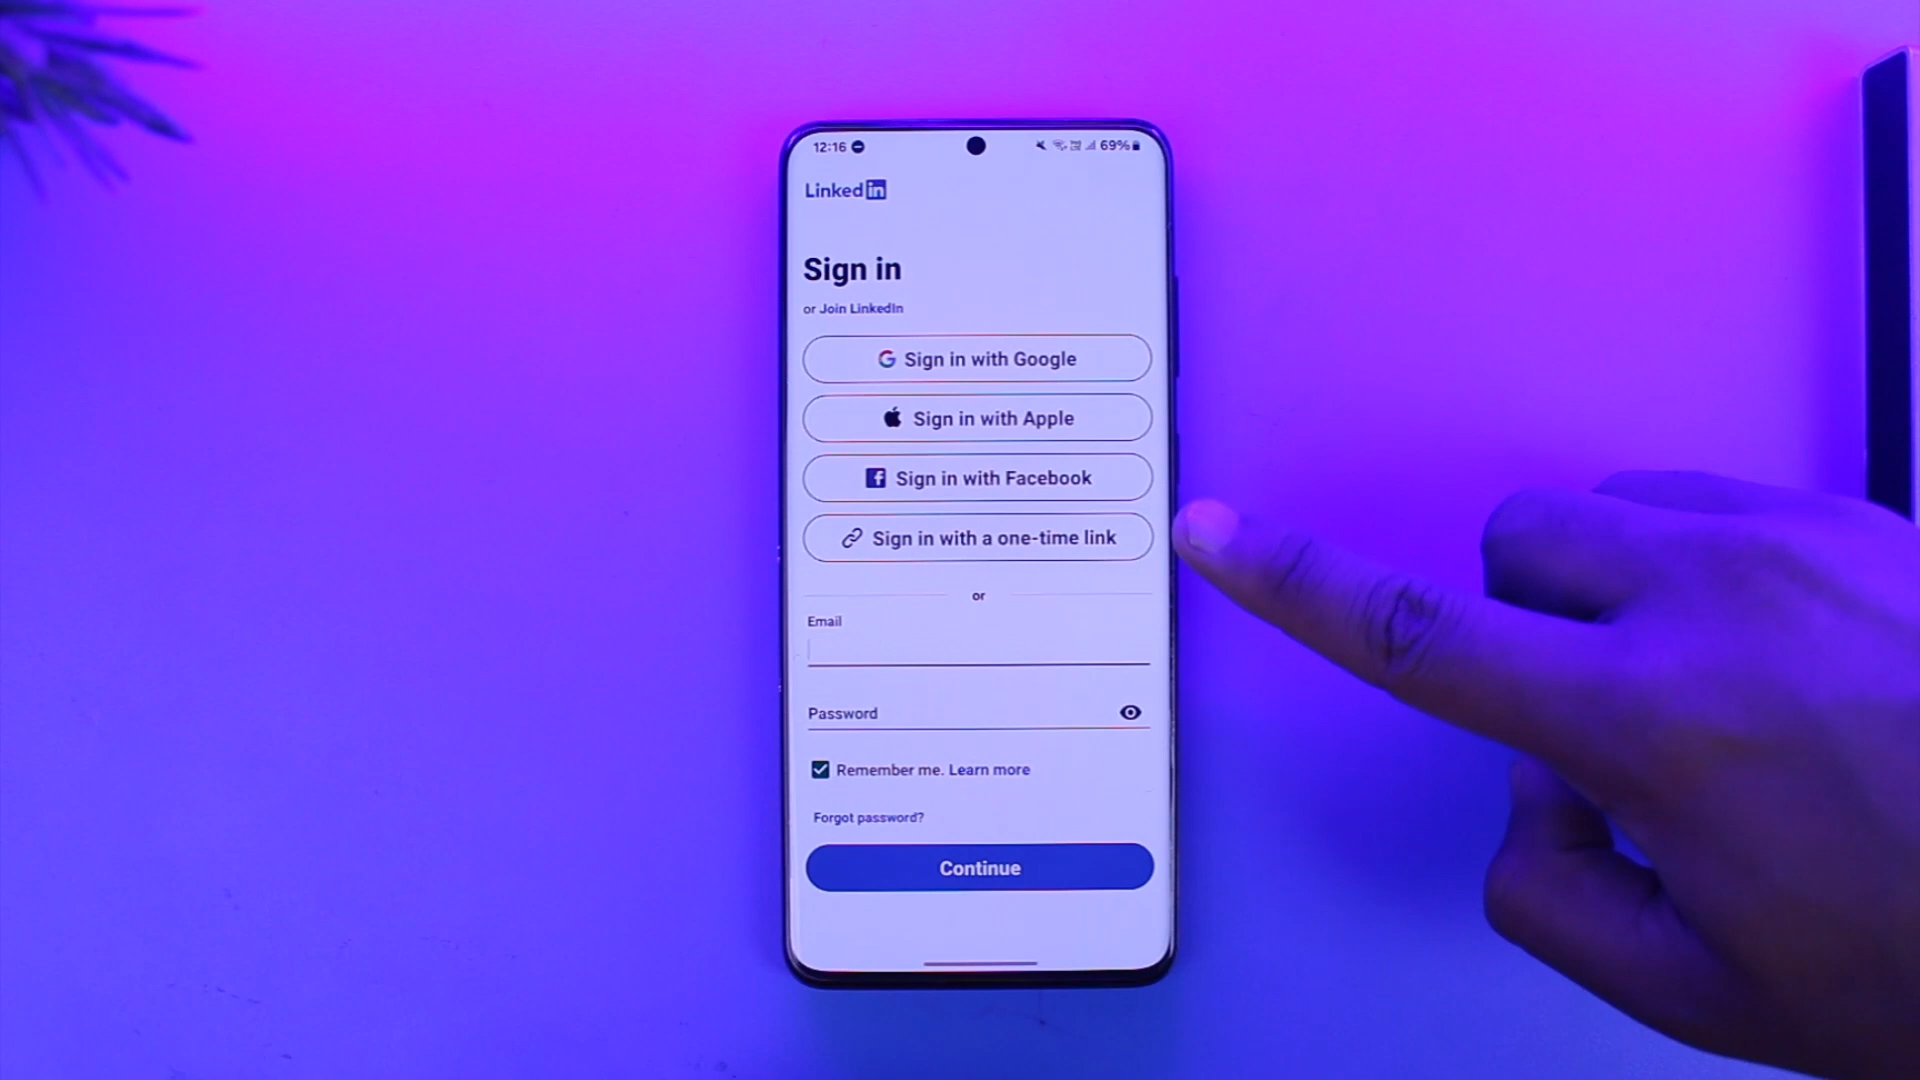 12:16 69%
Linked in
Sign in
or Join LinkedIn
Sign in with Google
Sign in with Apple
Sign in with Facebook
Sign in with a one-time link
or
Email
Password
Remember me. Learn more
Forgot password?
Continue